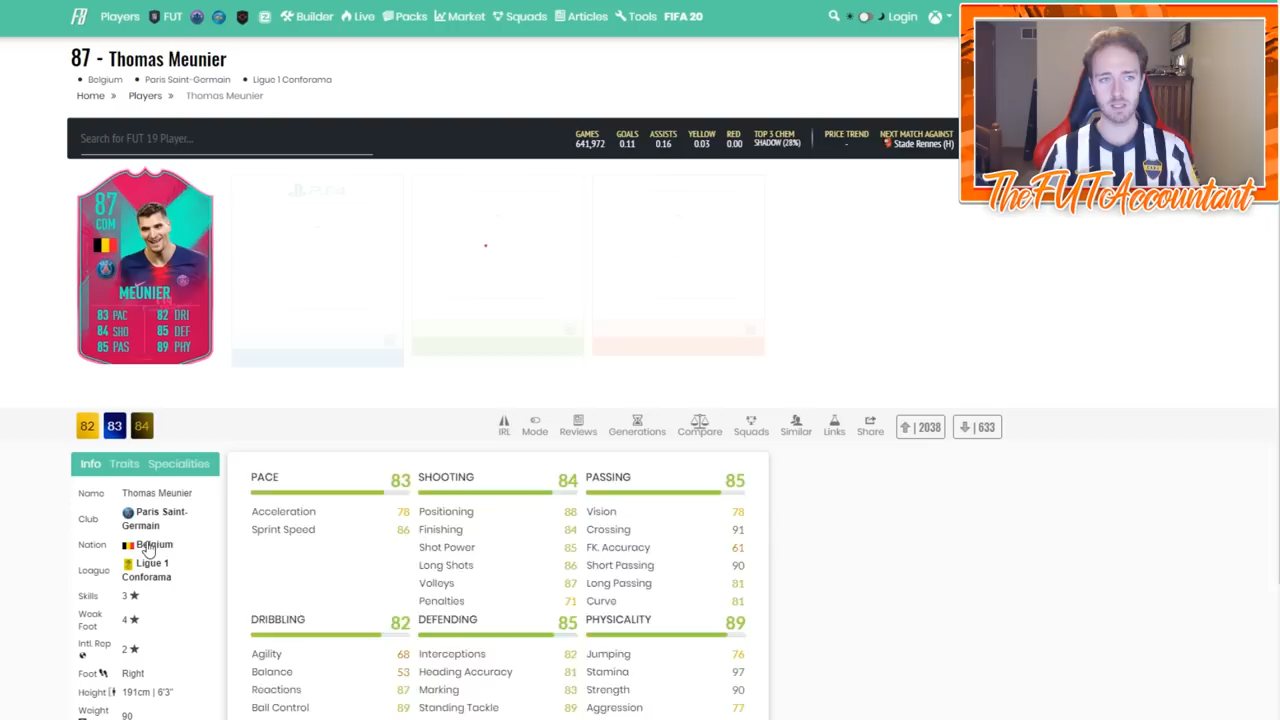 F8 Players FUT Builder Live Packs Market Squads Articles Tools FIFA 20 Login
87 - Thomas Meunier
Belgium Paris Saint-Germain Ligue 1 Conforama
Home » Players » Thomas Meunier
Search for FUT 19 Player...
GAMES GOALS ASSISTS YELLOW RED TOP 3 CHEM PRICE TREND NEXT MATCH AGAINST
641,972 0.11 0.16 0.03 0.00 SHADOW (28%) - Stade Rennes (H)
TheFUTAccountant
87
CDM
MEUNIER
83 PAC 82 DRI
84 SHO 85 DEF
85 PAS 89 PHY
82 83 84
IRL Mode Reviews Generations Compare Squads Similar Links Share 2038 633
Info Traits Specialities
Name Thomas Meunier
Club Paris Saint-
Germain
Nation Belgium
League Ligue 1
Conforama
Skills 3
Weak
Foot 4
Intl. Rep 2
Foot Right
Height 191cm | 6'3"
Weight 90
PACE 83
Acceleration 78
Sprint Speed 86
SHOOTING 84
Positioning 88
Finishing 84
Shot Power 85
Long Shots 86
Volleys 87
Penalties 71
PASSING 85
Vision 78
Crossing 91
FK. Accuracy 61
Short Passing 90
Long Passing 81
Curve 81
DRIBBLING 82
Agility 68
Balance 53
Reactions 87
Ball Control 89
DEFENDING 85
Interceptions 82
Heading Accuracy 81
Marking 83
Standing Tackle 89
PHYSICALITY 89
Jumping 76
Stamina 97
Strength 90
Aggression 77